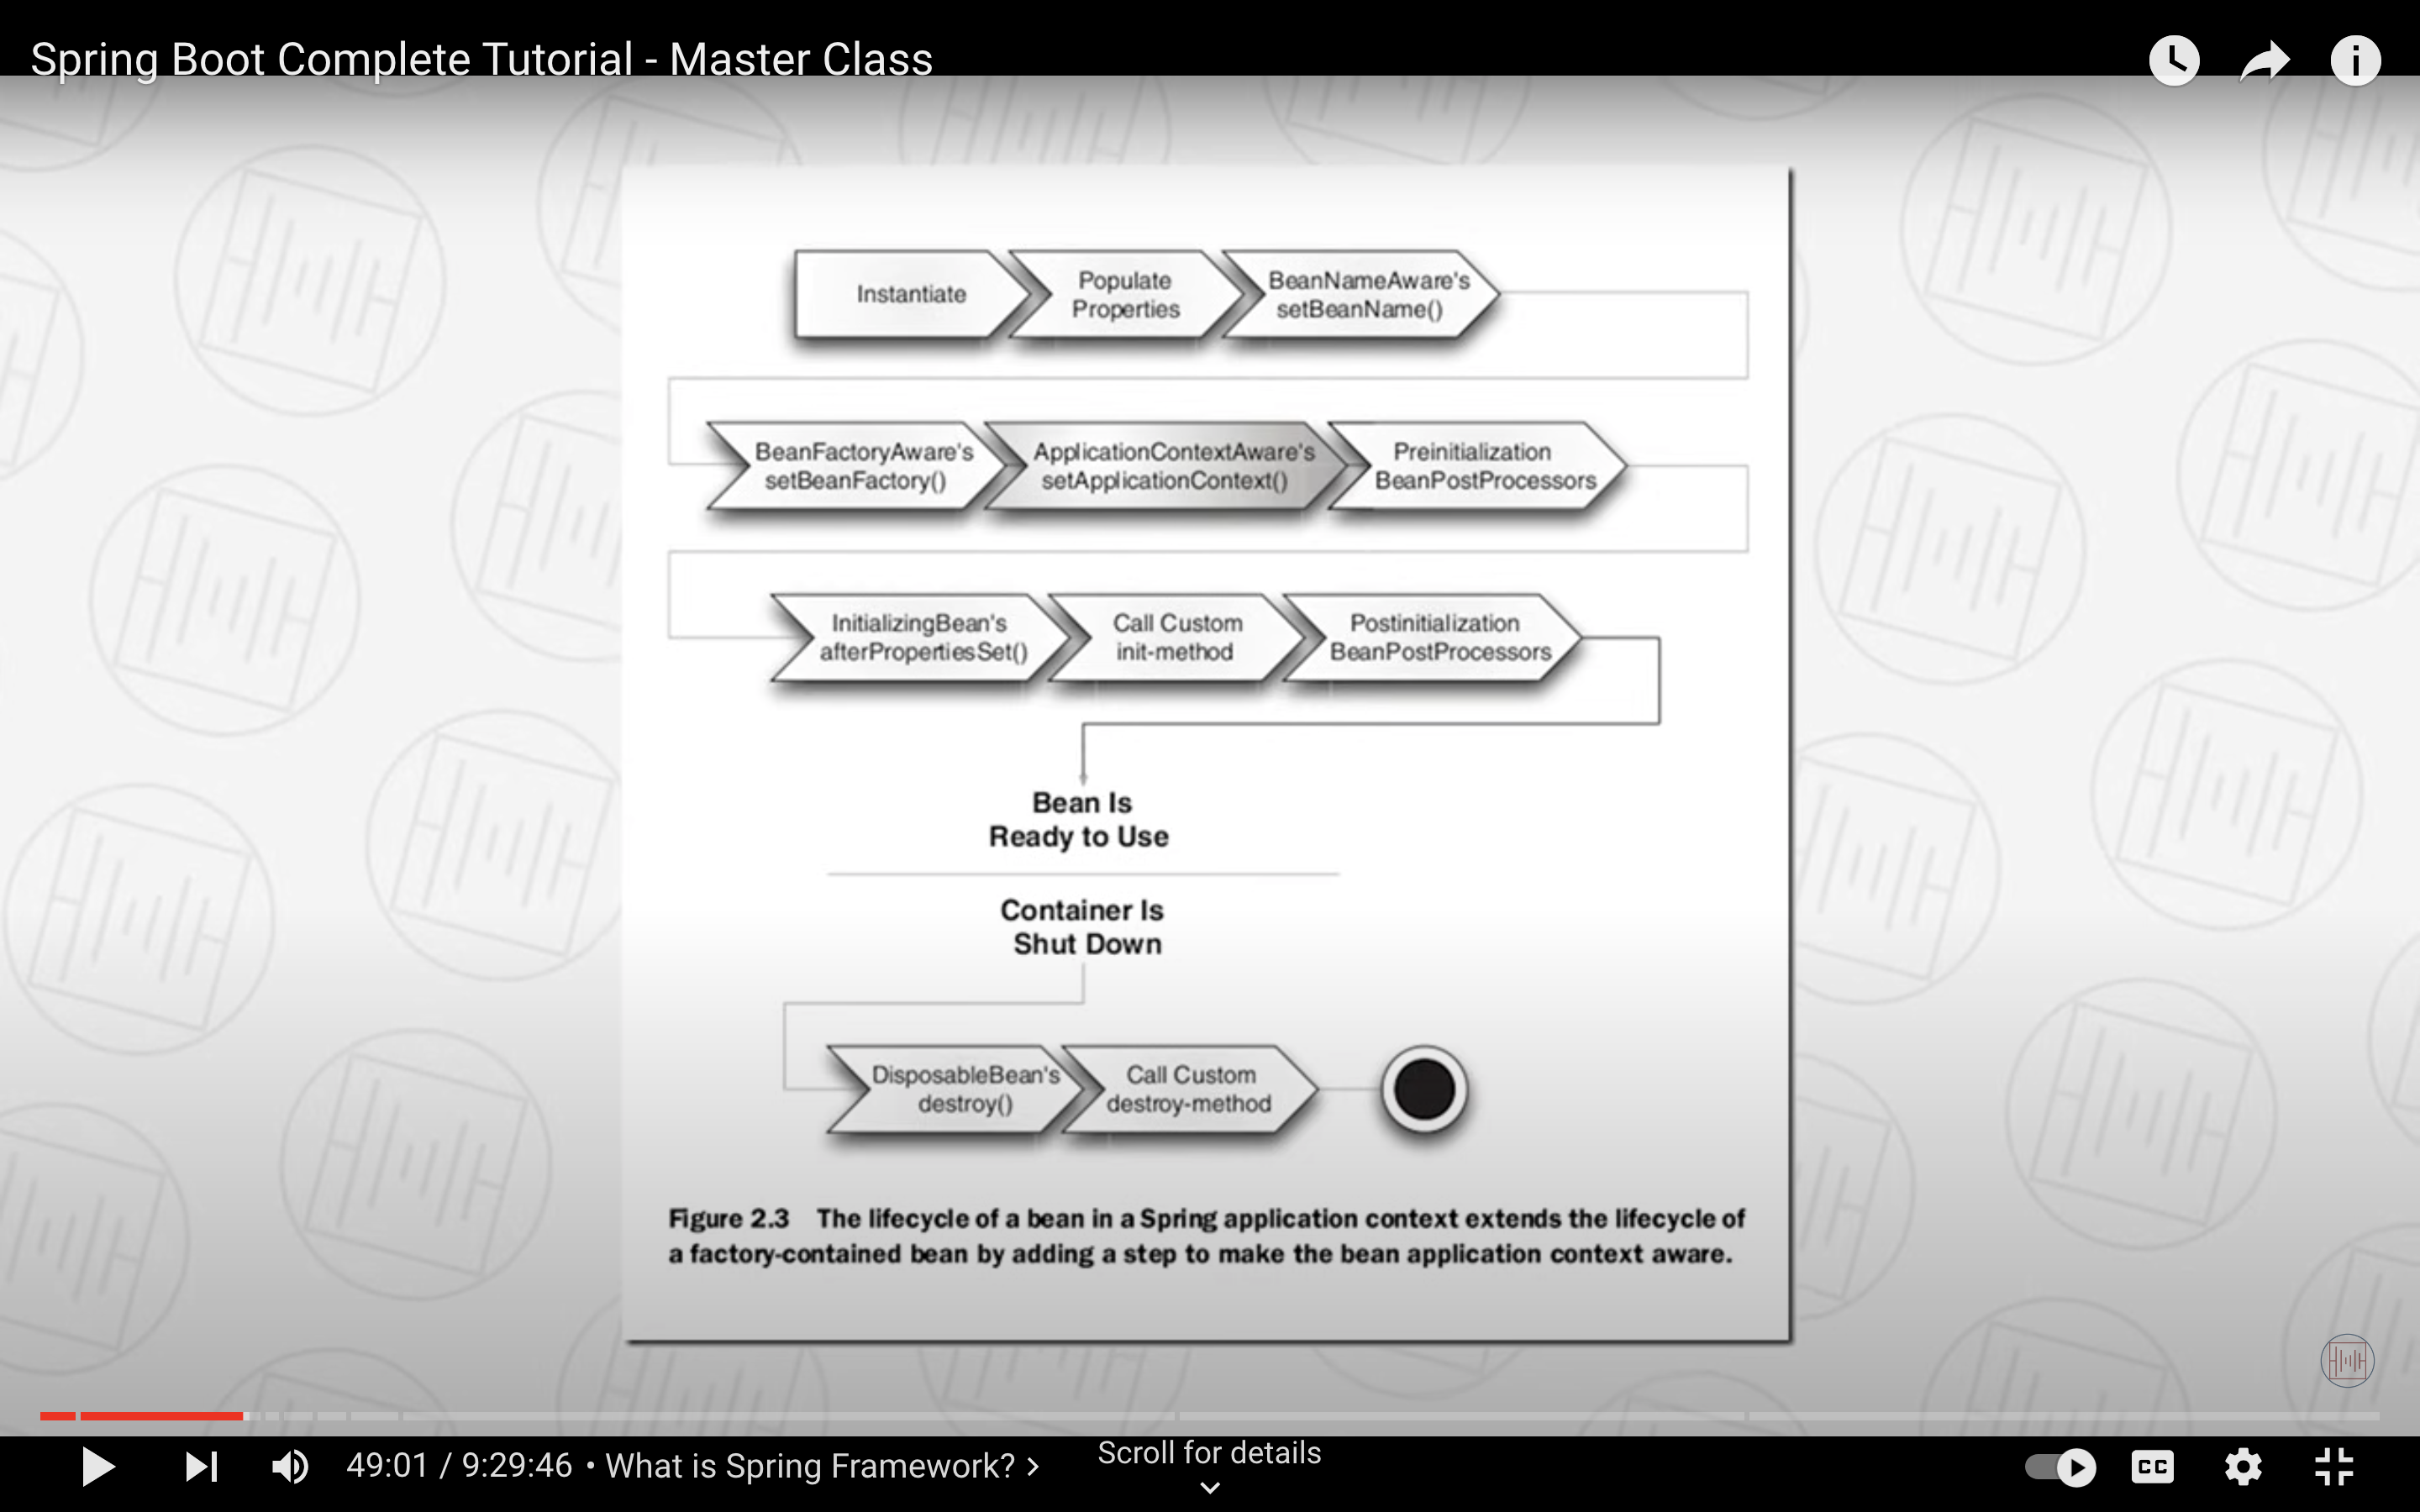 Spring Boot Complete Tutorial - Master Class
Instantiate
Populate
Properties
BeanNameAware's
setBeanName()
BeanFactoryAware's
setBeanFactory()
ApplicationContextAware's
setApplicationContext()
Preinitialization
BeanPostProcessors
InitializingBean's
afterPropertiesSet()
Call Custom
init-method
Postinitialization
BeanPostProcessors
Bean Is
Ready to Use
Container Is
Shut Down
DisposableBean's
destroy()
Call Custom
destroy-method
Figure 2.3 The lifecycle of a bean in a Spring application context extends the lifecycle of
a factory-contained bean by adding a step to make the bean application context aware.
49:01 / 9:29:46 • What is Spring Framework? >
Scroll for details
CC